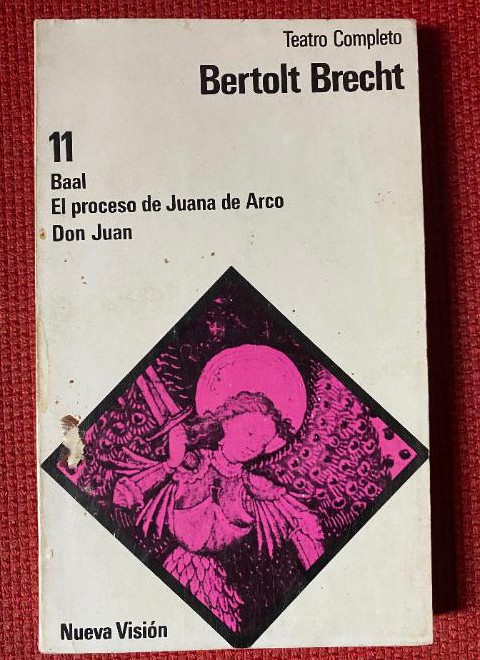 Teatro Completo
Bertolt Brecht
11
Baal
El proceso de Juana de Arco
Don Juan
Nueva Visión